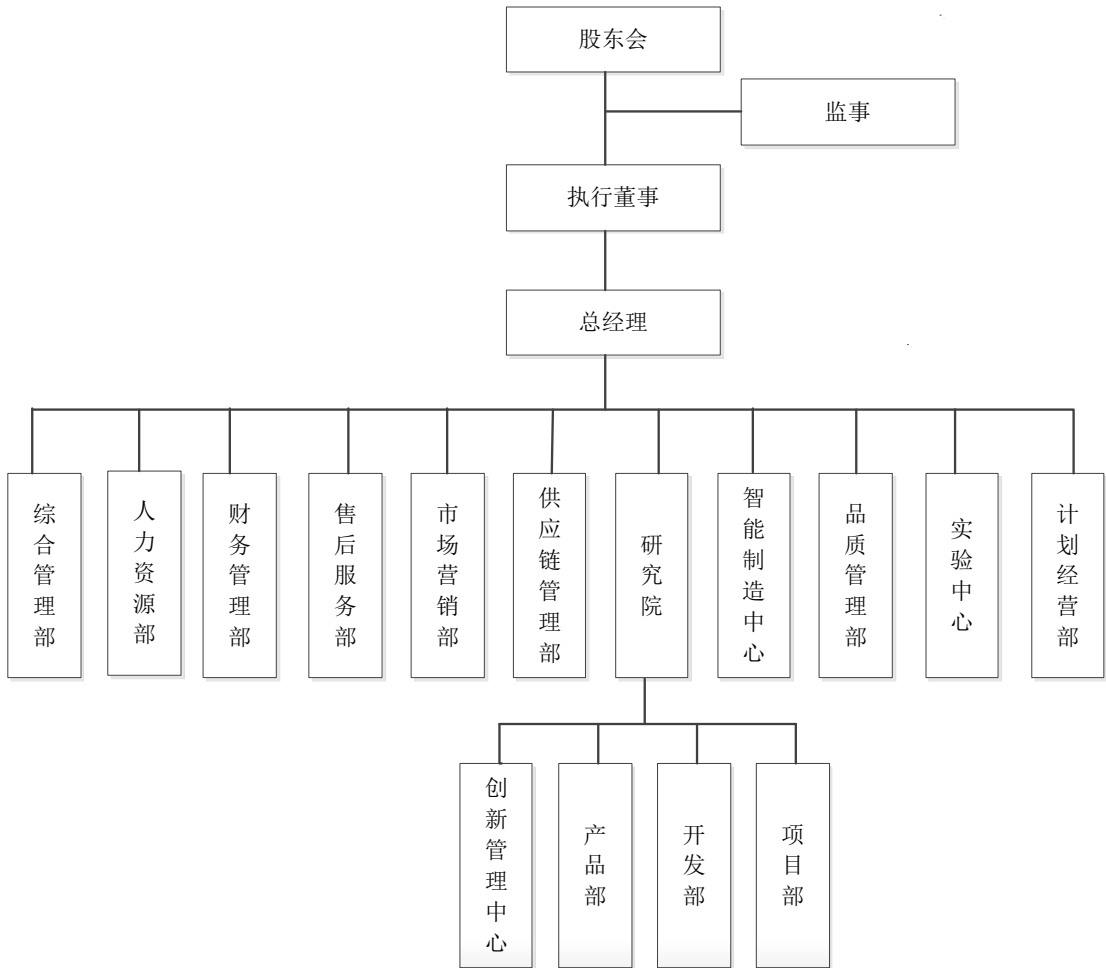 股东会
监事
执行董事
总经理
综合管理部
人力资源部
财务管理部
售后服务部
市场营销部
供应链管理部
研究院
智能制造中心
品质管理部
实验中心
计划经营部
创新管理中心
产品部
开发部
项目部